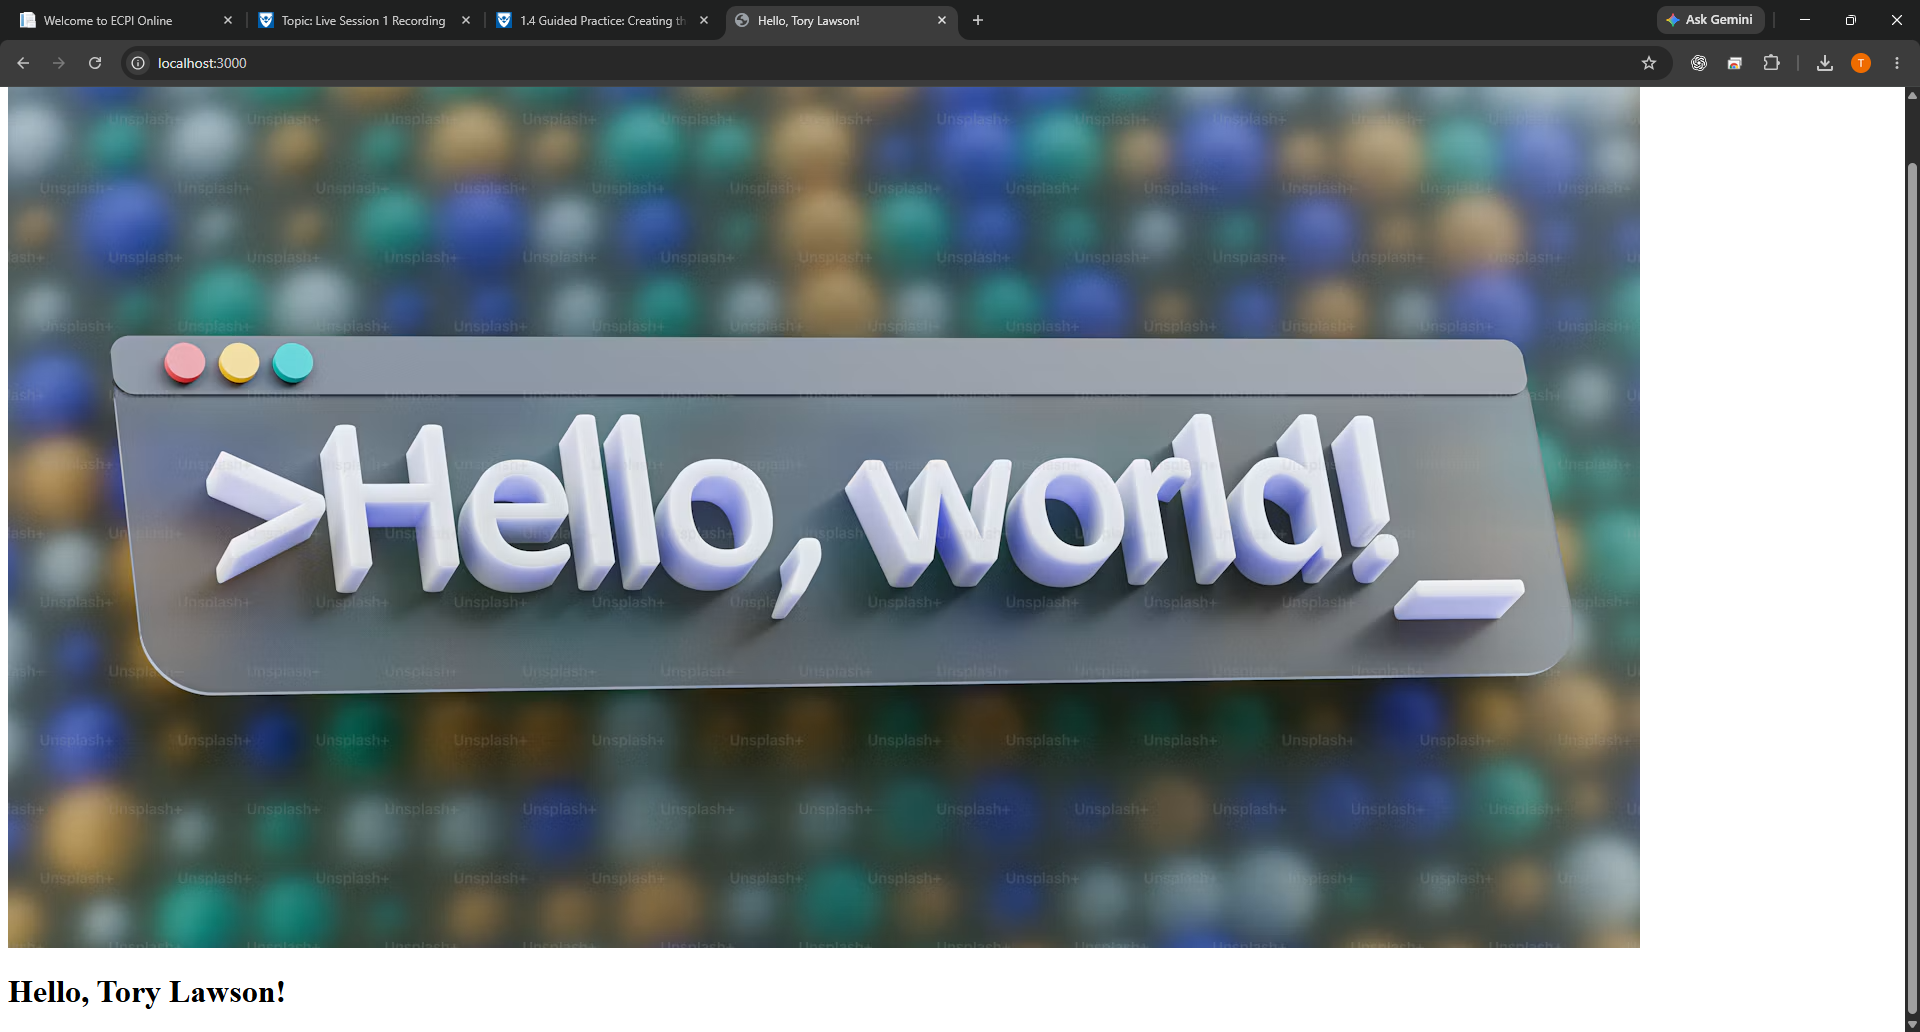 Welcome to ECPI Online
Topic: Live Session 1 Recording
1.4 Guided Practice: Creating th
Hello, Tory Lawson!
Ask Gemini
localhost:3000
T
Unsplash+
>Hello, world!_
Hello, Tory Lawson!